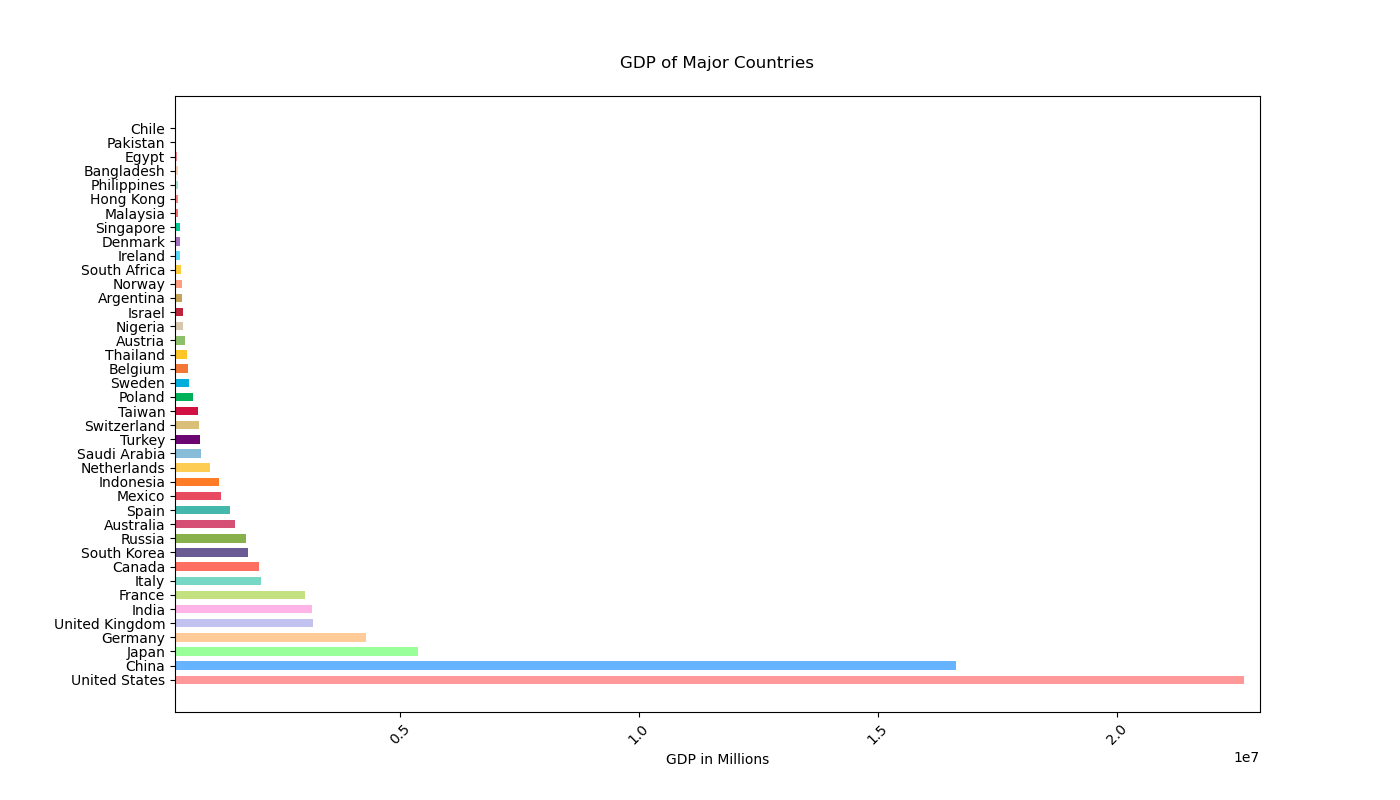 GDP of Major Countries
Chile
Pakistan
Egypt
Bangladesh
Philippines
Hong Kong
Malaysia
Singapore
Denmark
Ireland
South Africa
Norway
Argentina
Israel
Nigeria
Austria
Thailand
Belgium
Sweden
Poland
Taiwan
Switzerland
Turkey
Saudi Arabia
Netherlands
Indonesia
Mexico
Spain
Australia
Russia
South Korea
Canada
Italy
France
India
United Kingdom
Germany
Japan
China
United States
0.5 1.0 1.5 2.0
1e7
GDP in Millions